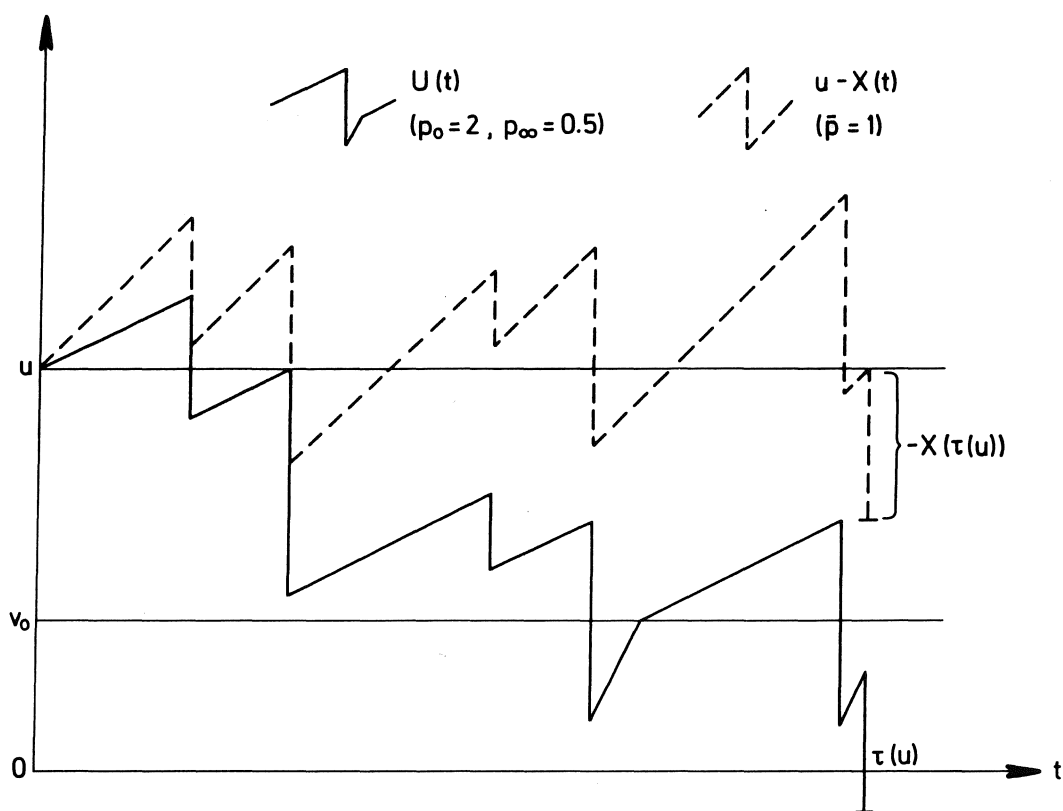 U(t)
(p₀ = 2 , p∞ = 0.5)
u - X(t)
(p̄ = 1)
u
-X(τ(u))
v₀
τ(u)
0
t